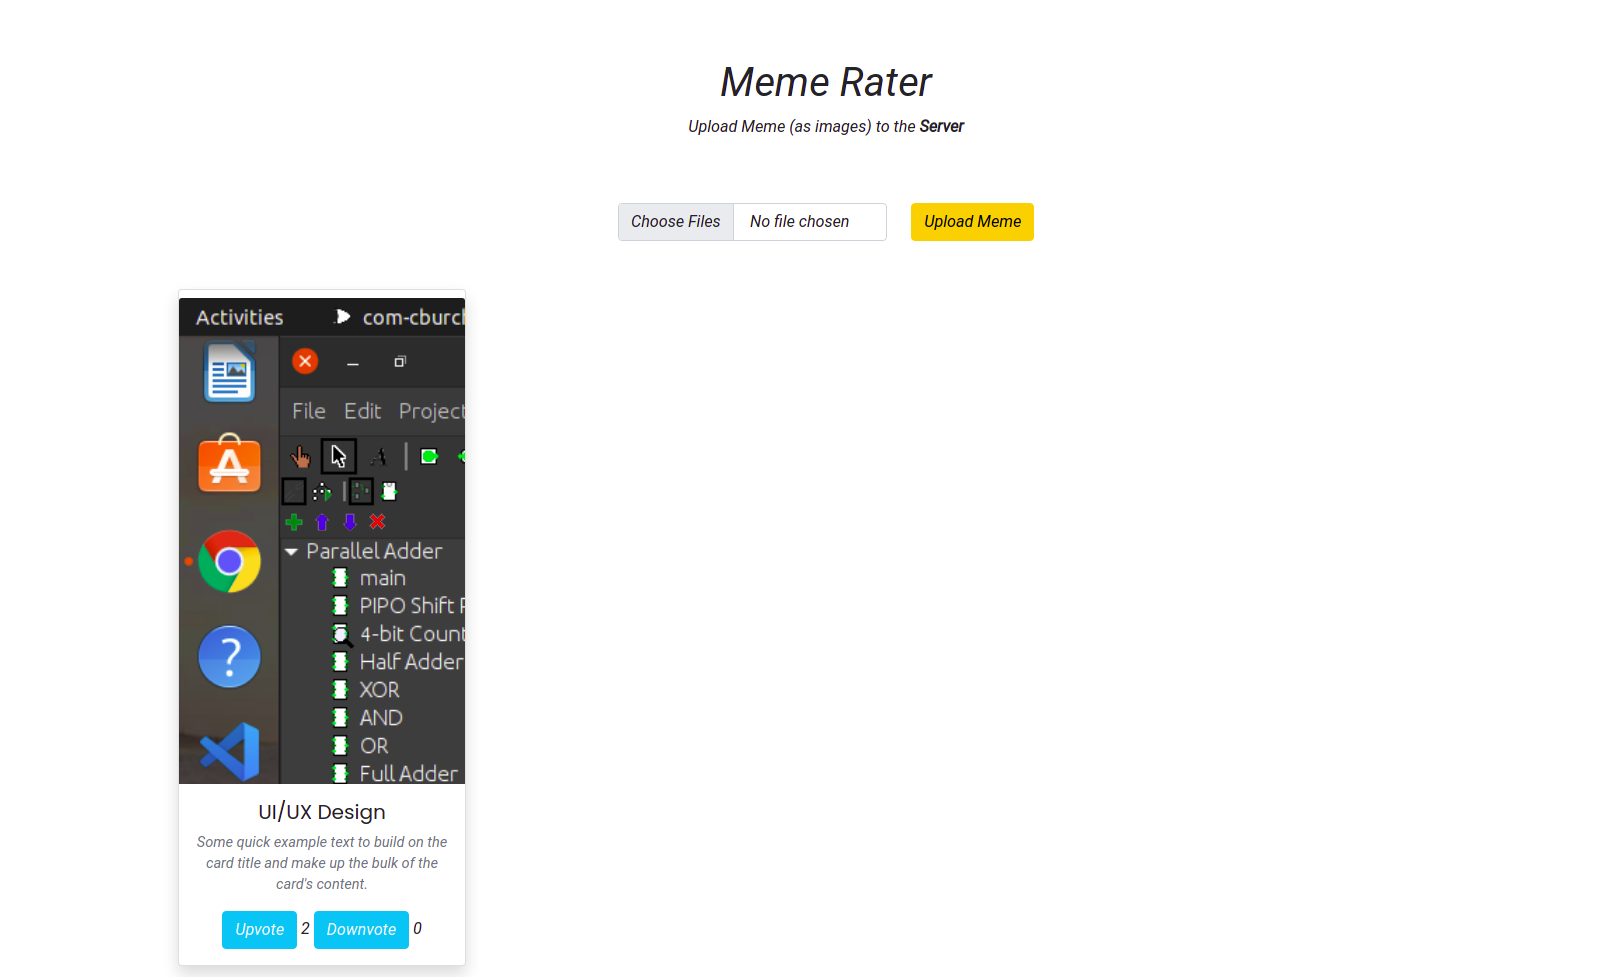 Meme Rater
Upload Meme (as images) to the Server
Choose Files No file chosen Upload Meme
Activities com-cburch
File Edit Project
Parallel Adder
main
PIPO Shift
4-bit Count
Half Adder
XOR
AND
OR
Full Adder
UI/UX Design
Some quick example text to build on the
card title and make up the bulk of the
card's content.
Upvote 2 Downvote 0